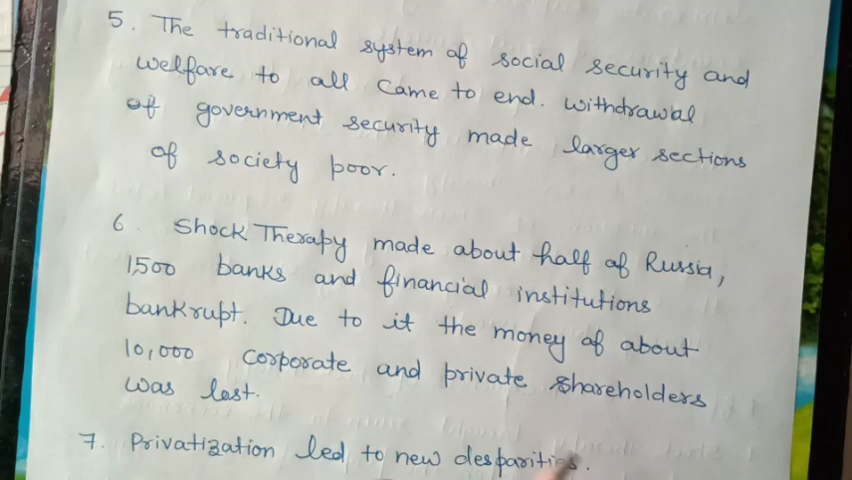 5. The traditional system of social security and
welfare to all came to end. withdrawal
of government security made larger sections
of society poor.
6 Shock Therapy made about half of Russia,
1,500 banks and financial institutions
bankrupt. Due to it the money of about
10,000 corporate and private shareholders
was lost.
7. Privatization led to new desparities.